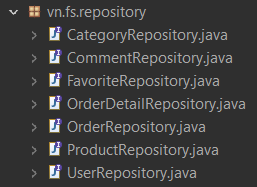 vn.fs.repository
CategoryRepository.java
CommentRepository.java
FavoriteRepository.java
OrderDetailRepository.java
OrderRepository.java
ProductRepository.java
UserRepository.java